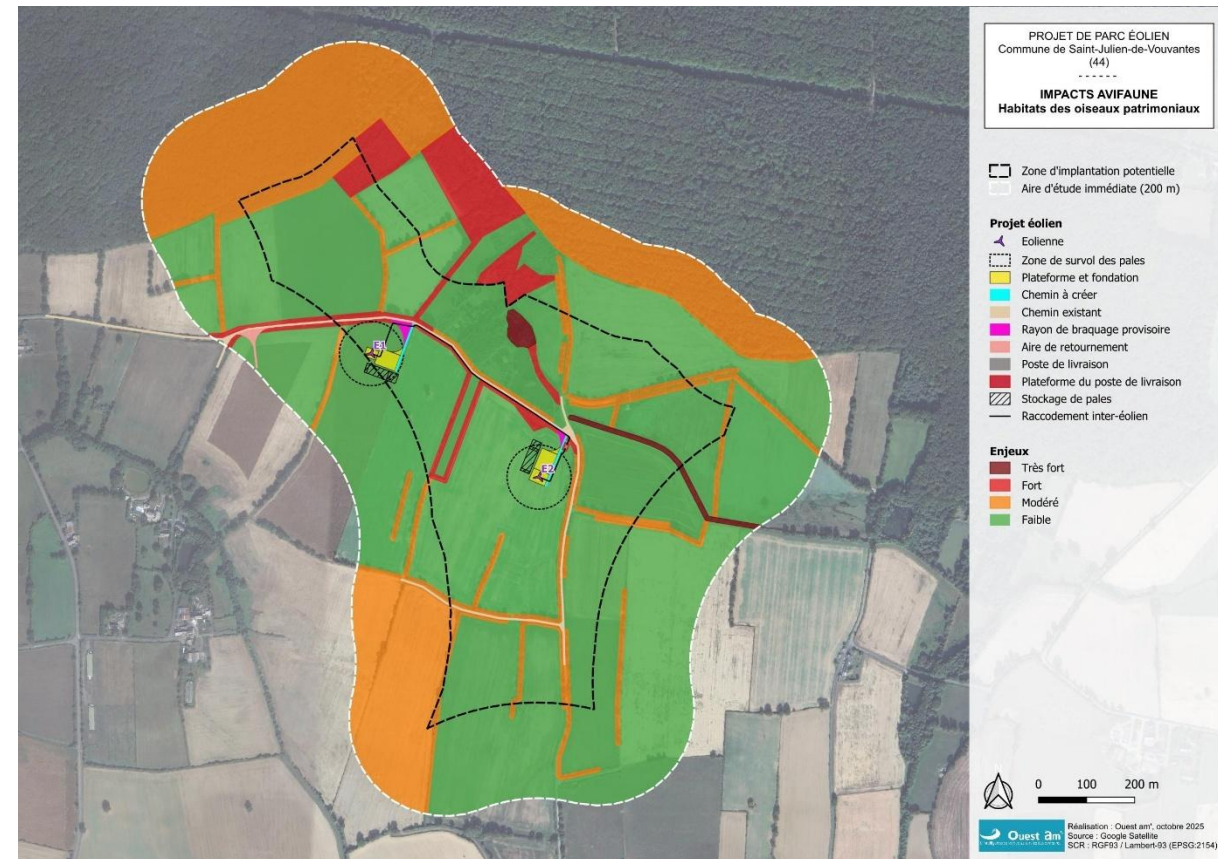 PROJET DE PARC ÉOLIEN
Commune de Saint-Julien-de-Vouvantes
(44)
- - - - - -
IMPACTS AVIFAUNE
Habitats des oiseaux patrimoniaux
Zone d'implantation potentielle
Aire d'étude immédiate (200 m)
Projet éolien
Eolienne
Zone de survol des pales
Plateforme et fondation
Chemin à créer
Chemin existant
Rayon de braquage provisoire
Aire de retournement
Poste de livraison
Plateforme du poste de livraison
Stockage de pales
Raccodement inter-éolien
Enjeux
Très fort
Fort
Modéré
Faible
E1
E2
0 100 200 m
Ouest am'
Réalisation : Ouest am', octobre 2025
Source : Google Satellite
SCR : RGF93 / Lambert-93 (EPSG:2154)